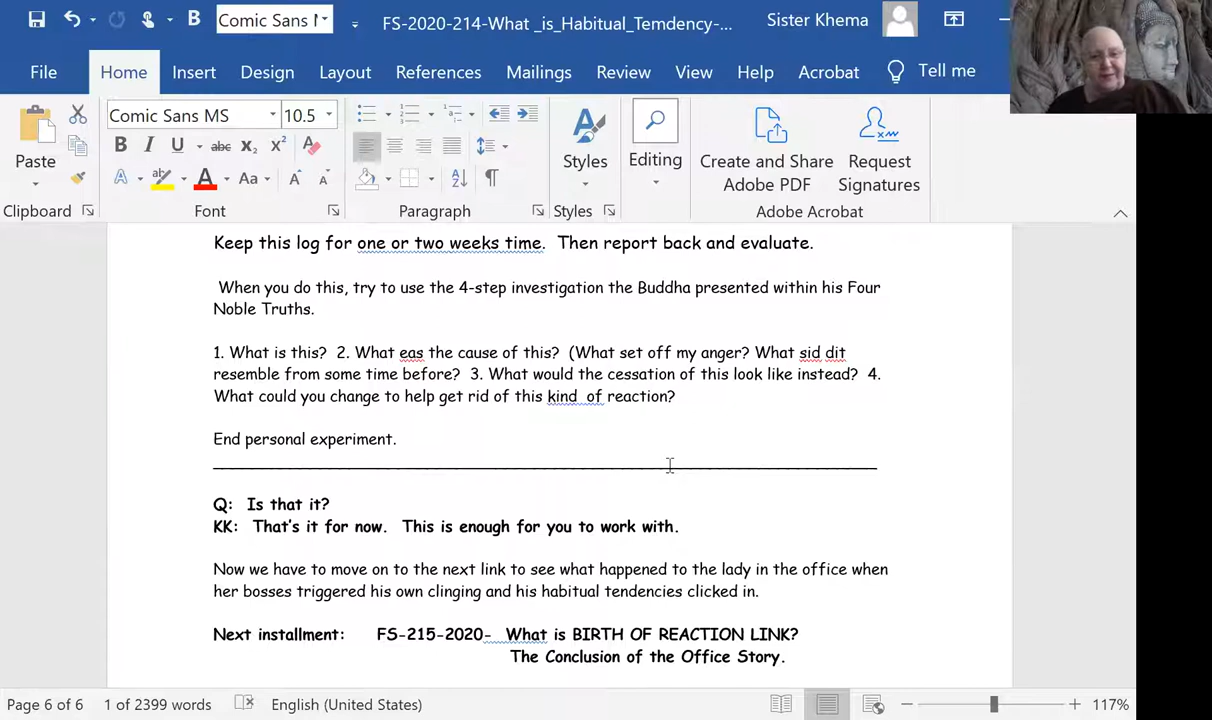 Comic Sans M
FS-2020-214-What _is_Habitual_Temdency-...
Sister Khema
File Home Insert Design Layout References Mailings Review View Help Acrobat Tell me
Paste
Clipboard
Comic Sans MS 10.5
B I U abc X2 X2
A ab A Aa A A
Font
Paragraph
Styles
Styles
Editing
Create and Share
Adobe PDF
Request
Signatures
Adobe Acrobat
Keep this log for one or two weeks time. Then report back and evaluate.
When you do this, try to use the 4-step investigation the Buddha presented within his Four
Noble Truths.
1. What is this? 2. What eas the cause of this? (What set off my anger? What sid dit
resemble from some time before? 3. What would the cessation of this look like instead? 4.
What could you change to help get rid of this kind of reaction?
End personal experiment.
Q: Is that it?
KK: That's it for now. This is enough for you to work with.
Now we have to move on to the next link to see what happened to the lady in the office when
her bosses triggered his own clinging and his habitual tendencies clicked in.
Next installment: FS-215-2020- What is BIRTH OF REACTION LINK?
The Conclusion of the Office Story.
Page 6 of 6 1 of 2399 words English (United States) 117%